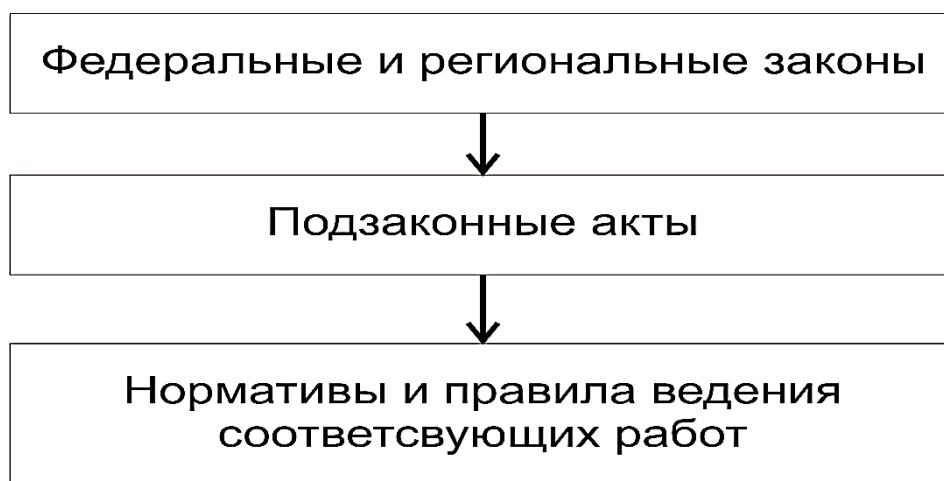 Федеральные и региональные законы
Подзаконные акты
Нормативы и правила ведения
соответсвующих работ